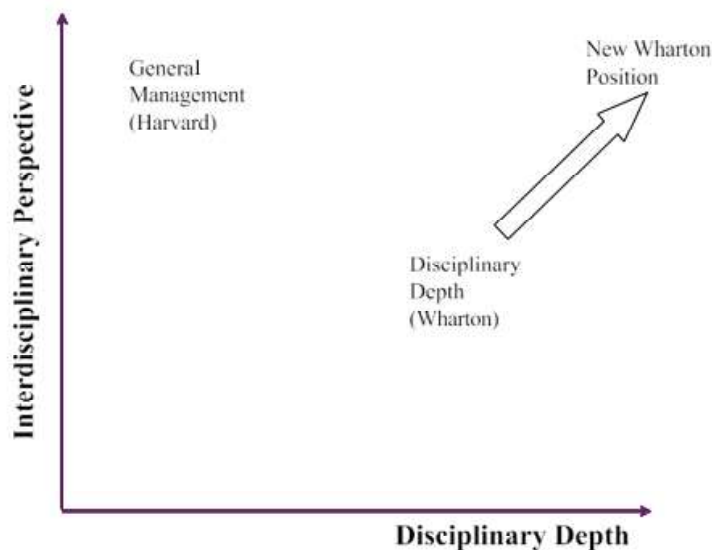 New Wharton
Position
General
Management
(Harvard)
Interdisciplinary Perspective
Disciplinary
Depth
(Wharton)
Disciplinary Depth